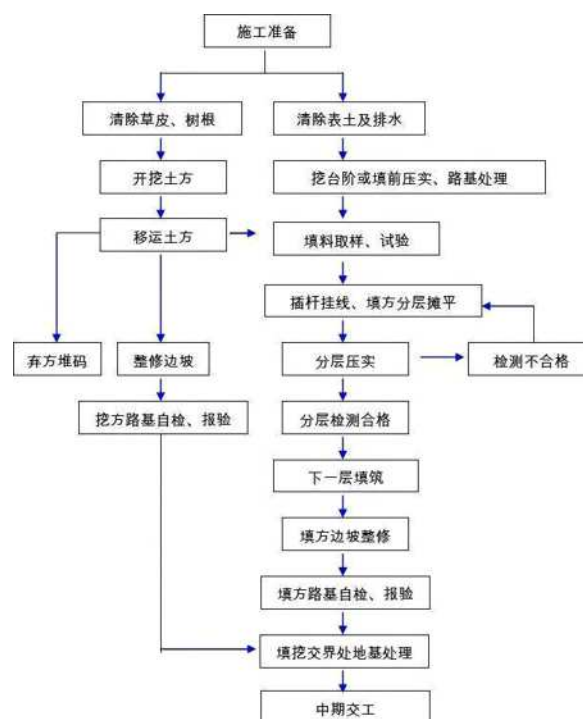 施工准备
清除草皮、树根
清除表土及排水
开挖土方
挖台阶或填前压实、路基处理
移运土方
填料取样、试验
插杆挂线、填方分层摊平
弃方堆码
整修边坡
分层压实
检测不合格
挖方路基自检、报验
分层检测合格
下一层填筑
填方边坡整修
填方路基自检、报验
填挖交界处地基处理
中期交工